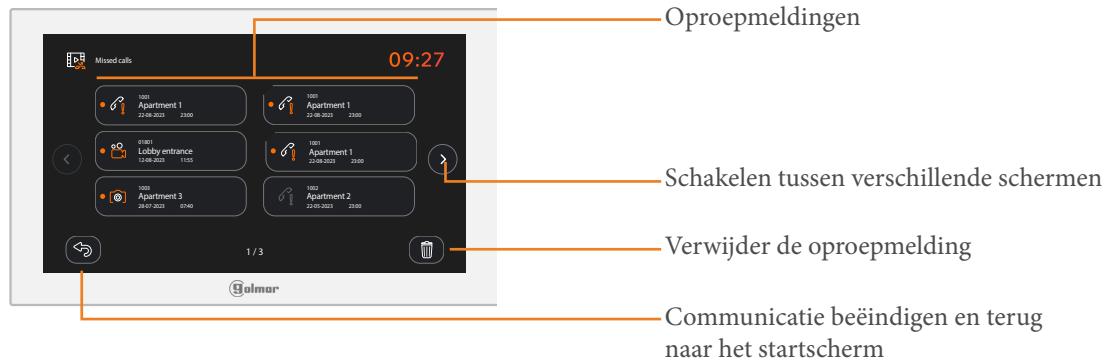 Oproepmeldingen
Missed calls
09:27
1001
Apartment 1
22-08-2023 23:00
1001
Apartment 1
22-08-2023 23:00
01801
Lobby entrance
12-08-2023 11:55
1001
Apartment 1
22-08-2023 23:00
1003
Apartment 3
28-07-2023 07:40
1002
Apartment 2
22-05-2023 23:00
Schakelen tussen verschillende schermen
1 / 3
Verwijder de oproepmelding
Golmar
Communicatie beëindigen en terug
naar het startscherm